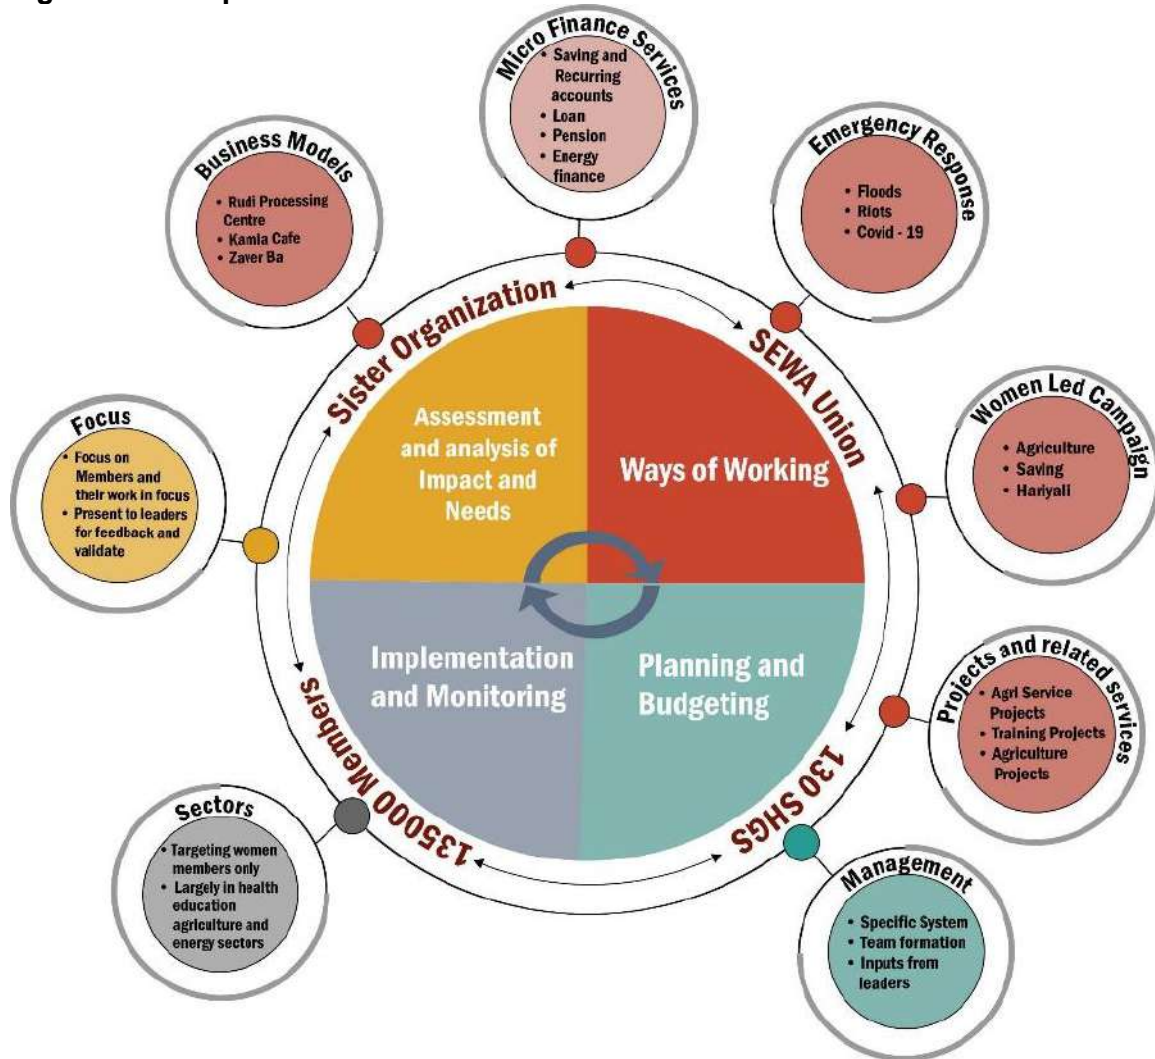 Micro Finance Services
• Saving and
Recurring
accounts
• Loan
• Pension
• Energy
finance
Emergency Response
• Floods
• Riots
• Covid - 19
Women Led Campaign
• Agriculture
• Saving
• Hariyali
Projects and related services
• Agri Service
Projects
• Training Projects
• Agriculture
Projects
Management
• Specific System
• Team formation
• Inputs from
leaders
Sectors
• Targeting women
members only
• Largely in health
education
agriculture and
energy sectors
Focus
• Focus on
Members and
their work in focus
• Present to leaders
for feedback and
validate
Business Models
• Rudi Processing
Centre
• Kamla Cafe
• Zaver Ba
Sister Organization
SEWA Union
130 SHGS
135000 Members
Assessment
and analysis of
Impact and
Needs
Ways of Working
Implementation
and Monitoring
Planning and
Budgeting